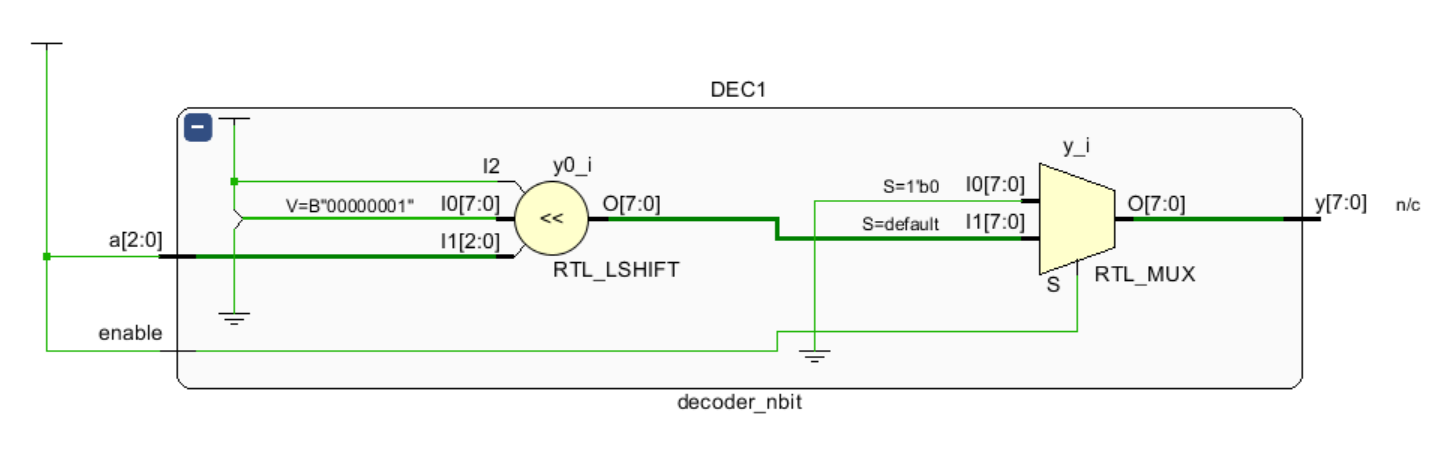 DEC1
I2
y0_i
V=B"00000001"
I0[7:0]
<<
O[7:0]
a[2:0]
I1[2:0]
RTL_LSHIFT
enable
y_i
S=1'b0
I0[7:0]
S=default
I1[7:0]
O[7:0]
S
RTL_MUX
y[7:0]
n/c
decoder_nbit